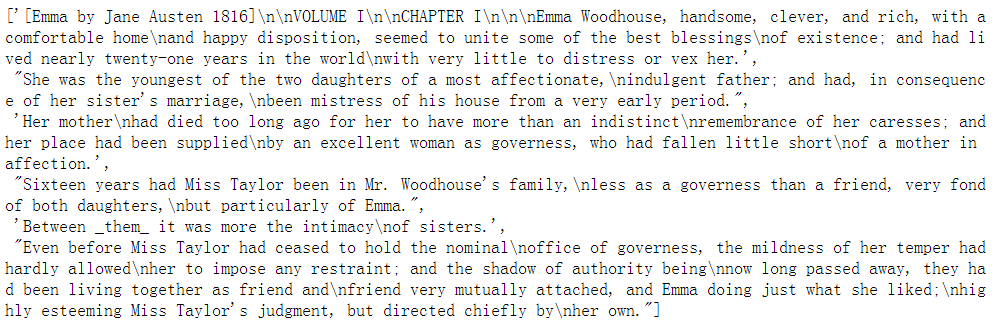 ['[Emma by Jane Austen 1816]\n\nVOLUME I\n\nCHAPTER I\n\n\nEmma Woodhouse, handsome, clever, and rich, with a
comfortable home\nand happy disposition, seemed to unite some of the best blessings\nof existence; and had li
ved nearly twenty-one years in the world\nwith very little to distress or vex her.',
"She was the youngest of the two daughters of a most affectionate,\nindulgent father; and had, in consequenc
e of her sister's marriage,\nbeen mistress of his house from a very early period.",
'Her mother\nhad died too long ago for her to have more than an indistinct\nremembrance of her caresses; and
her place had been supplied\nby an excellent woman as governess, who had fallen little short\nof a mother in
affection.',
"Sixteen years had Miss Taylor been in Mr. Woodhouse's family,\nless as a governess than a friend, very fond
of both daughters,\nbut particularly of Emma.",
'Between _them_ it was more the intimacy\nof sisters.',
"Even before Miss Taylor had ceased to hold the nominal\noffice of governess, the mildness of her temper had
hardly allowed\nher to impose any restraint; and the shadow of authority being\nnow long passed away, they ha
d been living together as friend and\nfriend very mutually attached, and Emma doing just what she liked;\nhig
hly esteeming Miss Taylor's judgment, but directed chiefly by\nher own."]